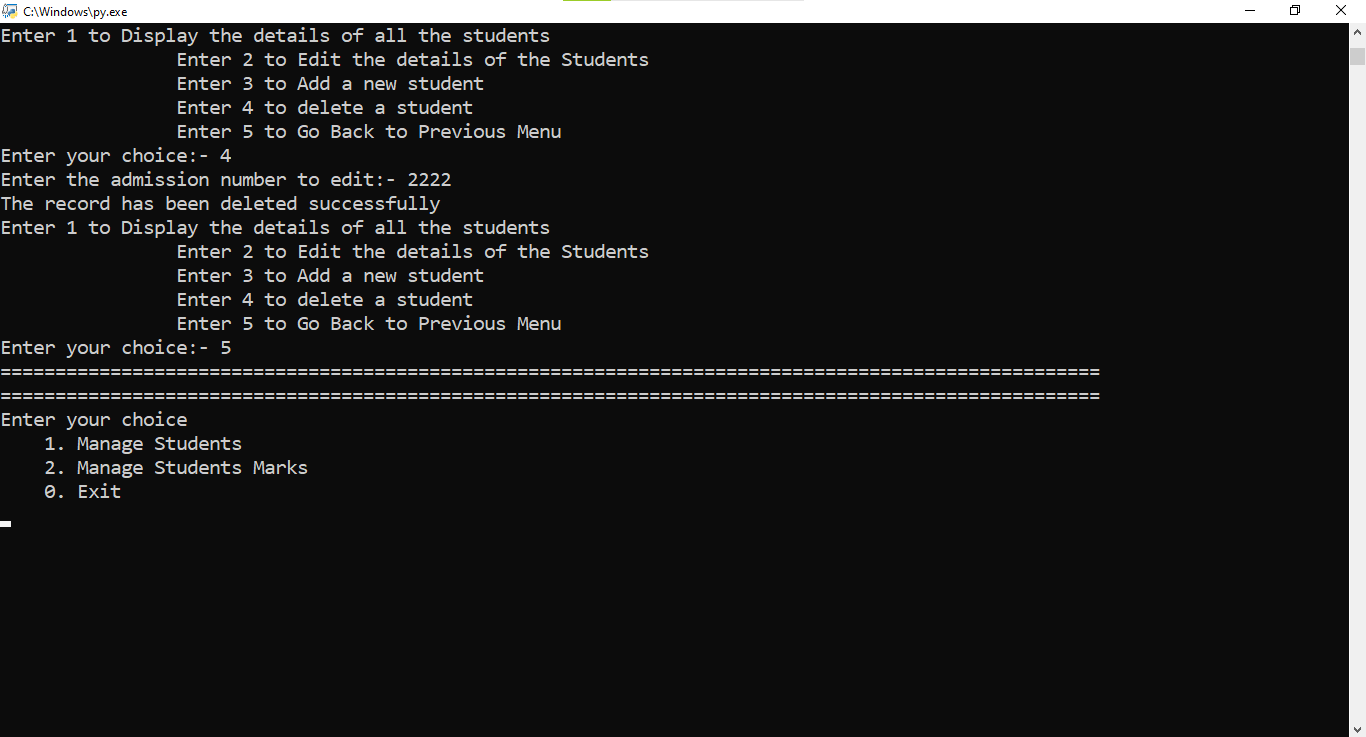 C:\Windows\py.exe
Enter 1 to Display the details of all the students
Enter 2 to Edit the details of the Students
Enter 3 to Add a new student
Enter 4 to delete a student
Enter 5 to Go Back to Previous Menu
Enter your choice:- 4
Enter the admission number to edit:- 2222
The record has been deleted successfully
Enter 1 to Display the details of all the students
Enter 2 to Edit the details of the Students
Enter 3 to Add a new student
Enter 4 to delete a student
Enter 5 to Go Back to Previous Menu
Enter your choice:- 5
====================================================================================================
====================================================================================================
Enter your choice
1. Manage Students
2. Manage Students Marks
0. Exit